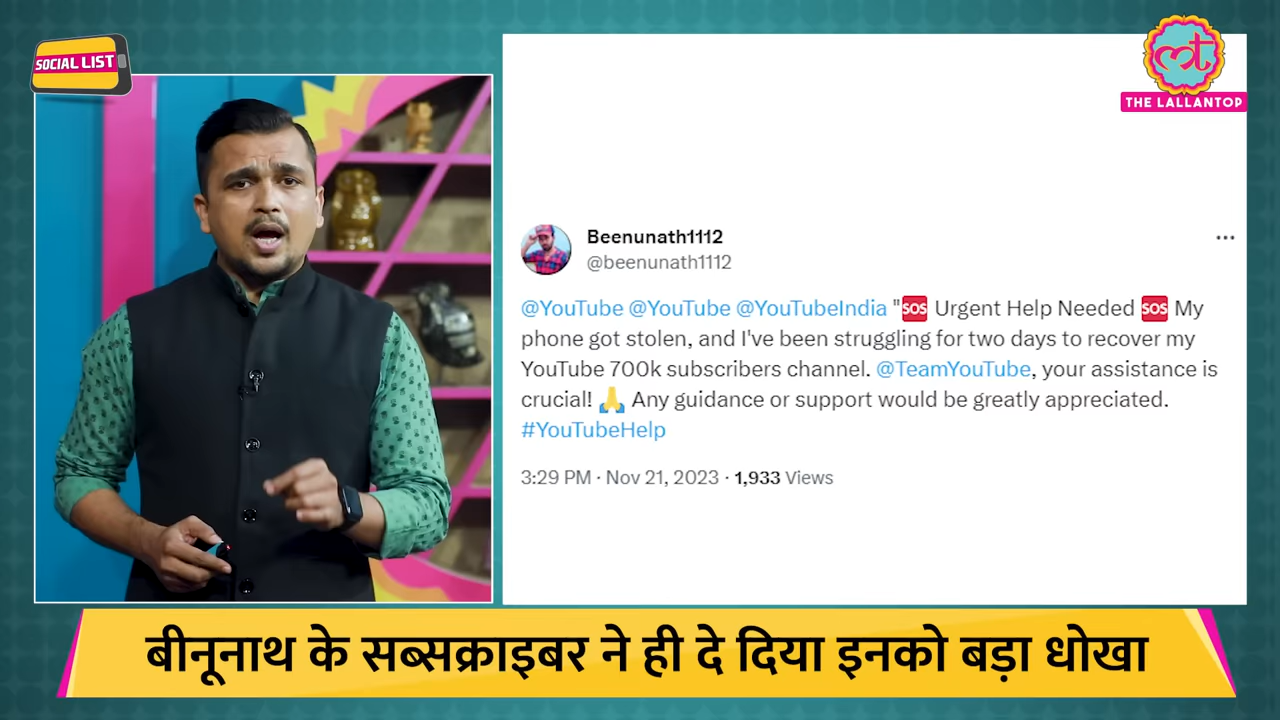 SOCIAL LIST
THE LALLANTOP
Beenunath1112
@beenunath1112
@YouTube @YouTube @YouTubeIndia "🆘 Urgent Help Needed 🆘 My
phone got stolen, and I've been struggling for two days to recover my
YouTube 700k subscribers channel. @TeamYouTube, your assistance is
crucial! 🙏 Any guidance or support would be greatly appreciated.
#YouTubeHelp
3:29 PM · Nov 21, 2023 · 1,933 Views
बीनूनाथ के सब्सक्राइबर ने ही दे दिया इनको बड़ा धोखा